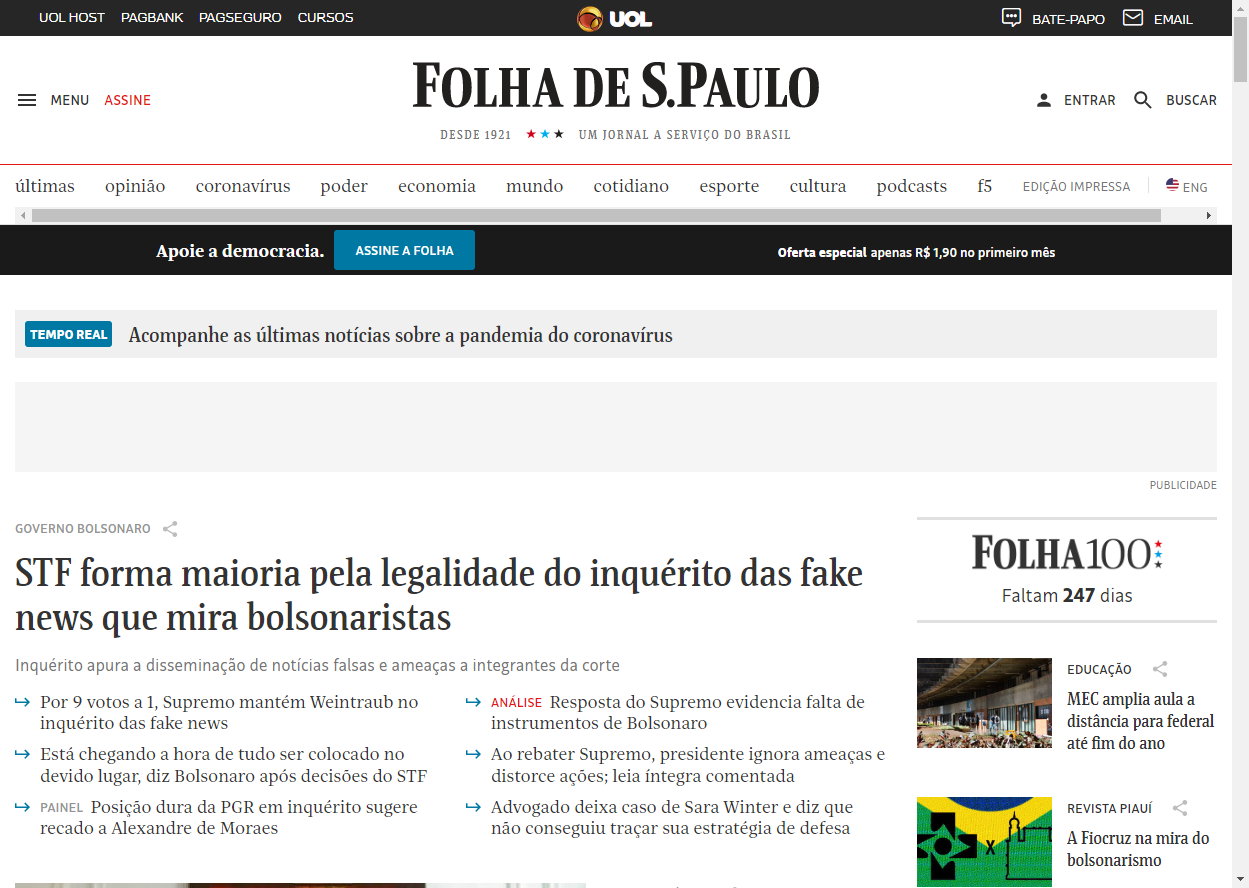 UOL HOST PAGBANK PAGSEGURO CURSOS UOL BATE-PAPO EMAIL
FOLHA DE S.PAULO
MENU ASSINE ENTRAR BUSCAR
DESDE 1921 ★★★ UM JORNAL A SERVIÇO DO BRASIL
últimas opinião coronavírus poder economia mundo cotidiano esporte cultura podcasts f5 EDIÇÃO IMPRESSA ENG
Apoie a democracia. ASSINE A FOLHA Oferta especial apenas R$ 1,90 no primeiro mês
TEMPO REAL Acompanhe as últimas notícias sobre a pandemia do coronavírus
PUBLICIDADE
GOVERNO BOLSONARO
STF forma maioria pela legalidade do inquérito das fake
news que mira bolsonaristas
Inquérito apura a disseminação de notícias falsas e ameaças a integrantes da corte
Por 9 votos a 1, Supremo mantém Weintraub no
inquérito das fake news
Está chegando a hora de tudo ser colocado no
devido lugar, diz Bolsonaro após decisões do STF
PAINEL Posição dura da PGR em inquérito sugere
recado a Alexandre de Moraes
ANÁLISE Resposta do Supremo evidencia falta de
instrumentos de Bolsonaro
Ao rebater Supremo, presidente ignora ameaças e
distorce ações; leia íntegra comentada
Advogado deixa caso de Sara Winter e diz que
não conseguiu traçar sua estratégia de defesa
FOLHA100
Faltam 247 dias
EDUCAÇÃO
MEC amplia aula a
distância para federal
até fim do ano
X
REVISTA PIAUÍ
A Fiocruz na mira do
bolsonarismo